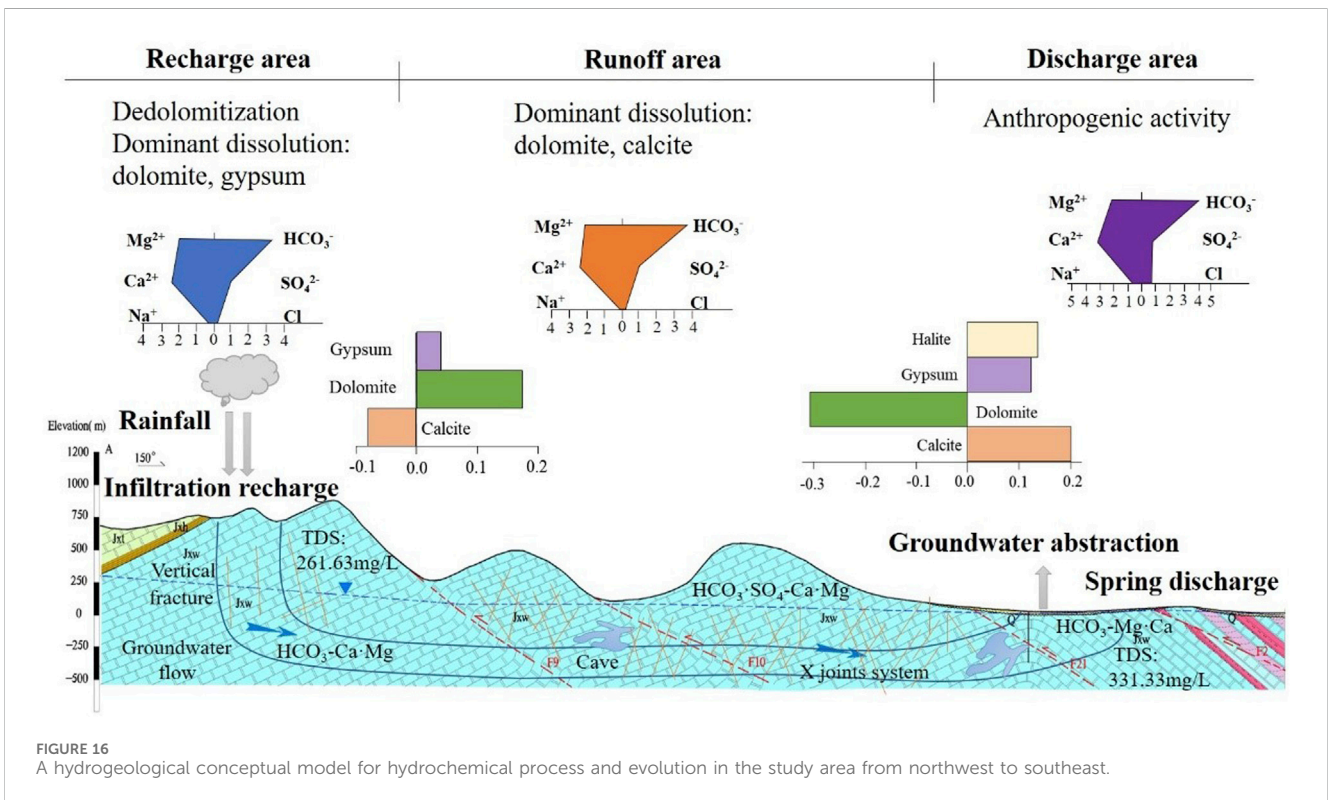 Recharge area
Runoff area
Discharge area
Dedolomitization
Dominant dissolution:
dolomite, gypsum
Dominant dissolution:
dolomite, calcite
Anthropogenic activity
Mg²⁺ HCO₃⁻
Ca²⁺ SO₄²⁻
Na⁺ Cl
4 3 2 1 0 1 2 3 4
Mg²⁺ HCO₃⁻
Ca²⁺ SO₄²⁻
Na⁺ Cl
4 3 2 1 0 1 2 3 4
Mg²⁺ HCO₃⁻
Ca²⁺ SO₄²⁻
Na⁺ Cl
5 4 3 2 1 0 1 2 3 4 5
Gypsum
Dolomite
Calcite
-0.1 0.0 0.1 0.2
Halite
Gypsum
Dolomite
Calcite
-0.3 -0.2 -0.1 0.0 0.1 0.2
Rainfall
Elevation( m) A
150°
1200
1000
750
500
250
0
−250
−500
Infiltration recharge
Jxt
Jxh
Jxw
Vertical
fracture
Jxw
TDS:
261.63mg/L
Groundwater
flow
HCO₃-Ca·Mg
Jxw
F9
Cave
F10
HCO₃·SO₄-Ca·Mg
Jxw
X joints system
Groundwater abstraction
Spring discharge
Q
HCO₃-Mg·Ca
Jxw
TDS:
331.33mg/L
F21
Q
F2
FIGURE 16
A hydrogeological conceptual model for hydrochemical process and evolution in the study area from northwest to southeast.